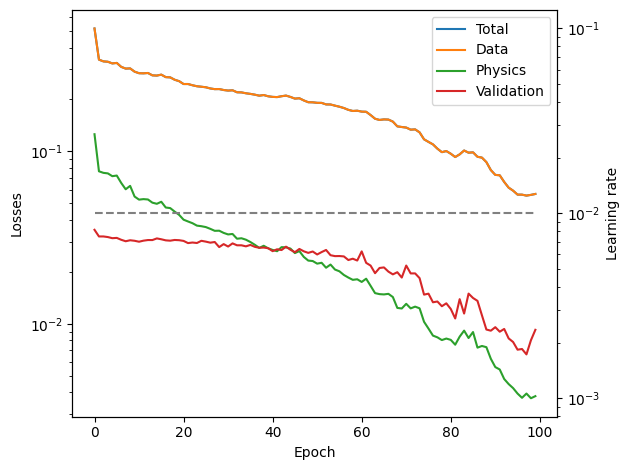 Total
Data
Physics
Validation
10⁻¹
10⁻²
Losses
10⁻¹
10⁻²
10⁻³
Learning rate
0 20 40 60 80 100
Epoch